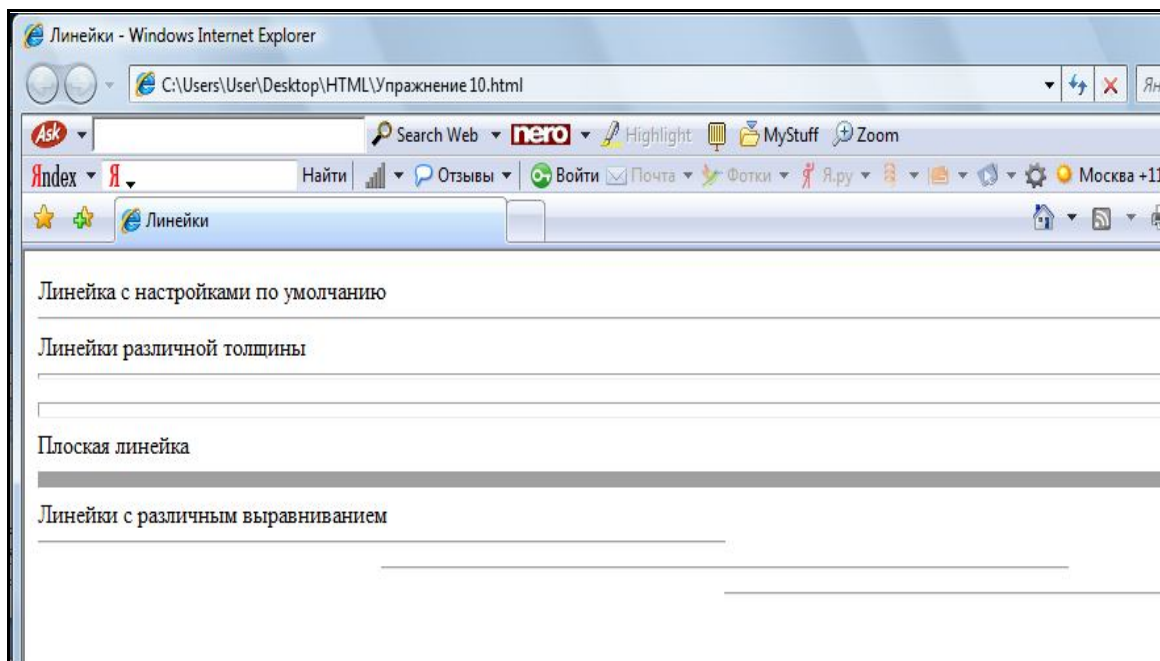 Линейки - Windows Internet Explorer
C:\Users\User\Desktop\HTML\Упражнение 10.html
Ask Search Web nero Highlight MyStuff Zoom
Яndex Я Найти Отзывы Войти Почта Фотки Я.ру Москва +11
Линейки
Линейка с настройками по умолчанию
Линейки различной толщины
Плоская линейка
Линейки с различным выравниванием